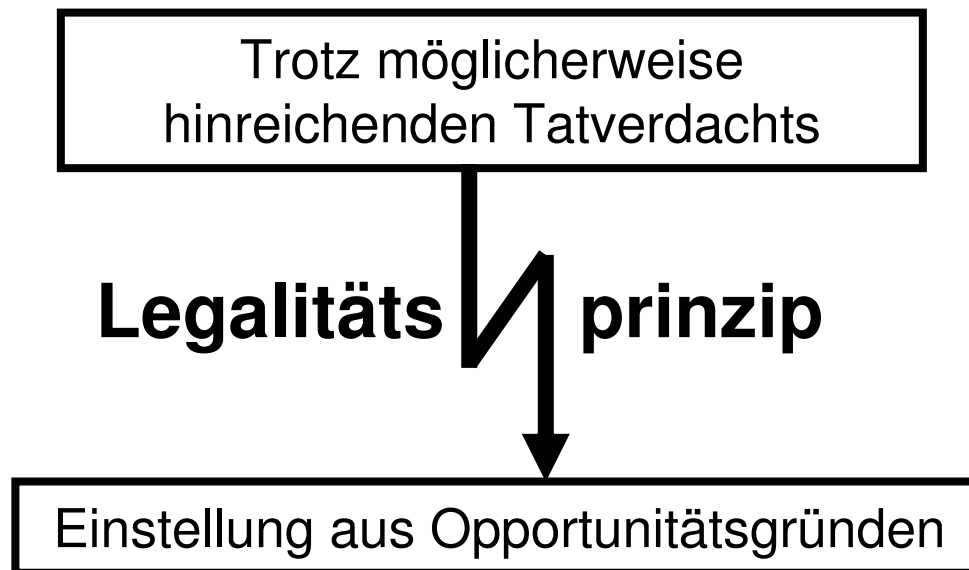 Trotz möglicherweise
hinreichenden Tatverdachts
Legalitäts prinzip
Einstellung aus Opportunitätsgründen